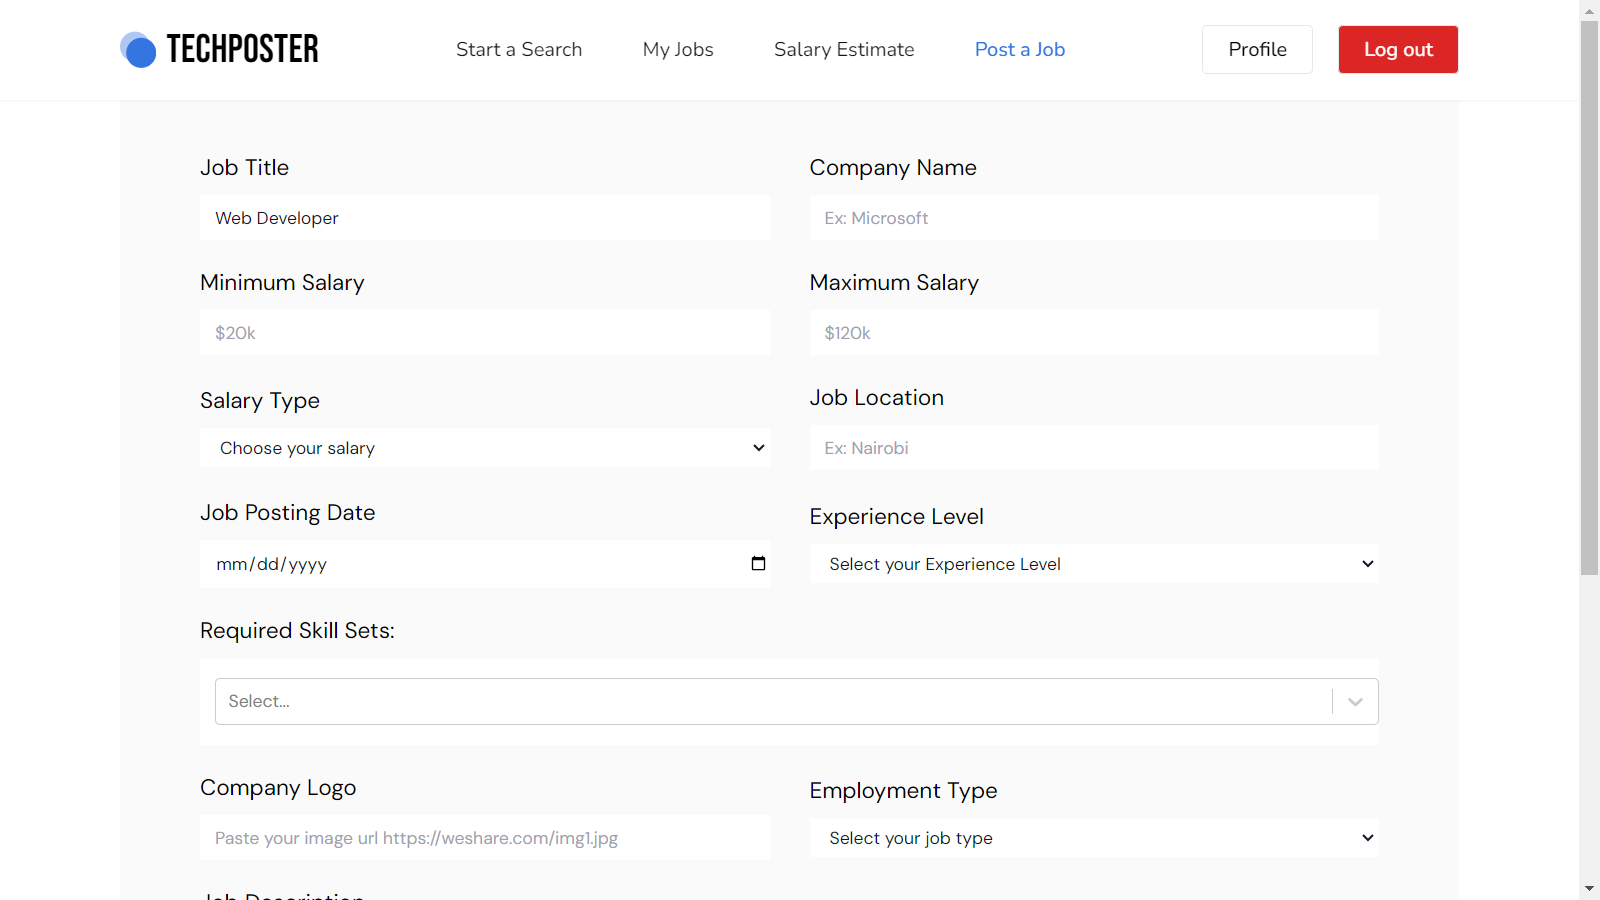 TECHPOSTER
Start a Search
My Jobs
Salary Estimate
Post a Job
Profile
Log out
Job Title
Company Name
Web Developer
Ex: Microsoft
Minimum Salary
Maximum Salary
$20k
$120k
Salary Type
Job Location
Choose your salary
Ex: Nairobi
Job Posting Date
Experience Level
mm/dd/yyyy
Select your Experience Level
Required Skill Sets:
Select...
Company Logo
Employment Type
Paste your image url https://weshare.com/img1.jpg
Select your job type
Job Description